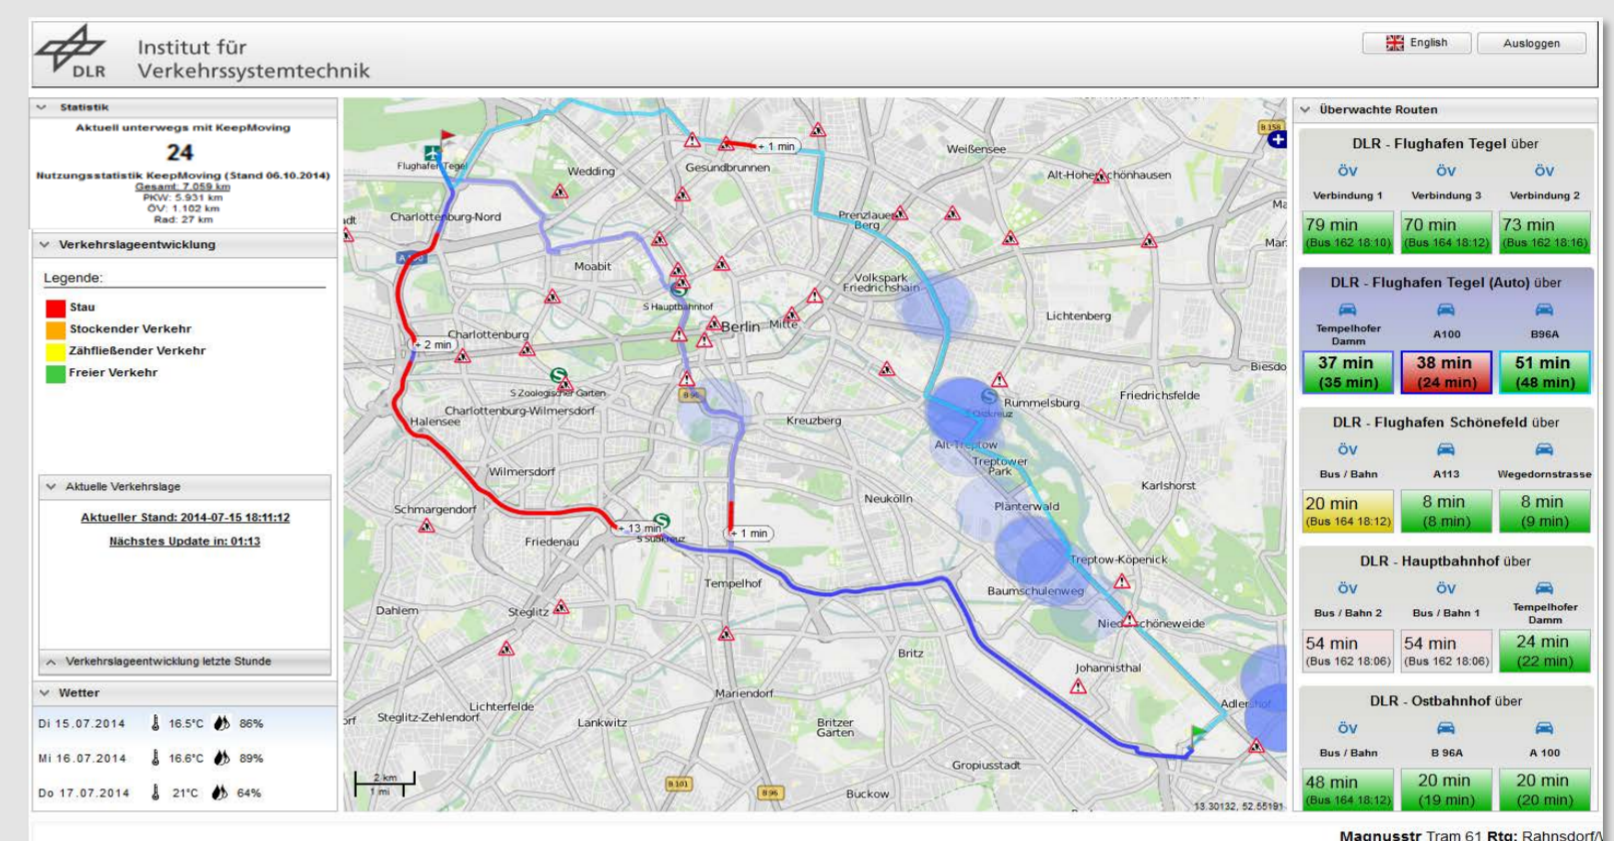 Institut für
DLR Verkehrssystemtechnik
English
Ausloggen
Statistik
Aktuell unterwegs mit KeepMoving
24
Nutzungsstatistik KeepMoving (Stand 06.10.2014)
Gesamt: 7.059 km
PKW: 5.931 km
ÖV: 1.102 km
Rad: 27 km
Verkehrslageentwicklung
Legende:
Stau
Stockender Verkehr
Zähfließender Verkehr
Freier Verkehr
Aktuelle Verkehrslage
Aktueller Stand: 2014-07-15 18:11:12
Nächstes Update in: 01:13
Verkehrslageentwicklung letzte Stunde
Wetter
Di 15.07.2014 16.5°C 86%
Mi 16.07.2014 16.6°C 89%
Do 17.07.2014 21°C 64%
B 158
+ 1 min
Weißensee
Flughafen Tegel
Wedding
Gesundbrunnen
Alt-Hohenschönhausen
Charlottenburg-Nord
Prenzlauer
Berg
Moabit
Volkspark
Friedrichshain
S Hauptbahnhof
Lichtenberg
Charlottenburg
Berlin Mitte
+ 2 min
Biesdo
S Zoologischer Garten
B 96
Rummelsburg
Friedrichsfelde
Charlottenburg-Wilmersdorf
Halensee
Kreuzberg
S Ostkreuz
Alt-Treptow
Treptower
Park
Wilmersdorf
Karlshorst
Schmargendorf
Neukölln
Plänterwald
+ 13 min
+ 1 min
Friedenau
S Südkreuz
Treptow-Köpenick
Tempelhof
Baumschulenweg
Dahlem
Steglitz
Niederschöneweide
Britz
Johannisthal
Mariendorf
Lichterfelde
Adlershof
Steglitz-Zehlendorf
Lankwitz
Britzer
Garten
Gropiusstadt
2 km
1 mi
B 101
B 96
Buckow
13.30132, 52.55191
Überwachte Routen
DLR - Flughafen Tegel über
ÖV ÖV ÖV
Verbindung 1 Verbindung 3 Verbindung 2
79 min 70 min 73 min
(Bus 162 18:10) (Bus 164 18:12) (Bus 162 18:16)
DLR - Flughafen Tegel (Auto) über
Tempelhofer
Damm A100 B96A
37 min 38 min 51 min
(35 min) (24 min) (48 min)
DLR - Flughafen Schönefeld über
ÖV
Bus / Bahn A113 Wegedornstrasse
20 min 8 min 8 min
(Bus 164 18:12) (8 min) (9 min)
DLR - Hauptbahnhof über
ÖV ÖV
Bus / Bahn 2 Bus / Bahn 1 Tempelhofer
Damm
54 min 54 min 24 min
(Bus 162 18:06) (Bus 162 18:06) (22 min)
DLR - Ostbahnhof über
ÖV
Bus / Bahn B 96A A 100
48 min 20 min 20 min
(Bus 164 18:12) (19 min) (20 min)
Magnusstr Tram 61 Rtg: Rahnsdorf/